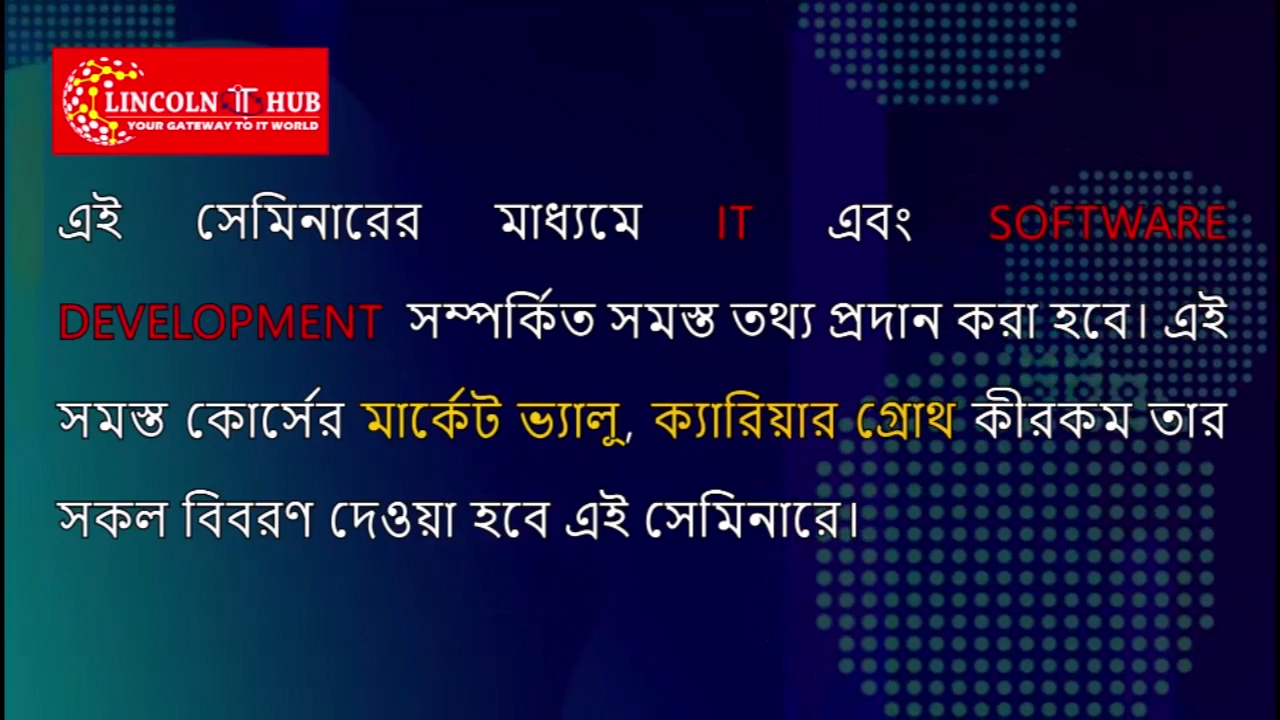 LINCOLN IT HUB
YOUR GATEWAY TO IT WORLD
এই সেমিনারের মাধ্যমে IT এবং SOFTWARE
DEVELOPMENT সম্পর্কিত সমস্ত তথ্য প্রদান করা হবে। এই
সমস্ত কোর্সের মার্কেট ভ্যালু, ক্যারিয়ার গ্রোথ কীরকম তার
সকল বিবরণ দেওয়া হবে এই সেমিনারে।